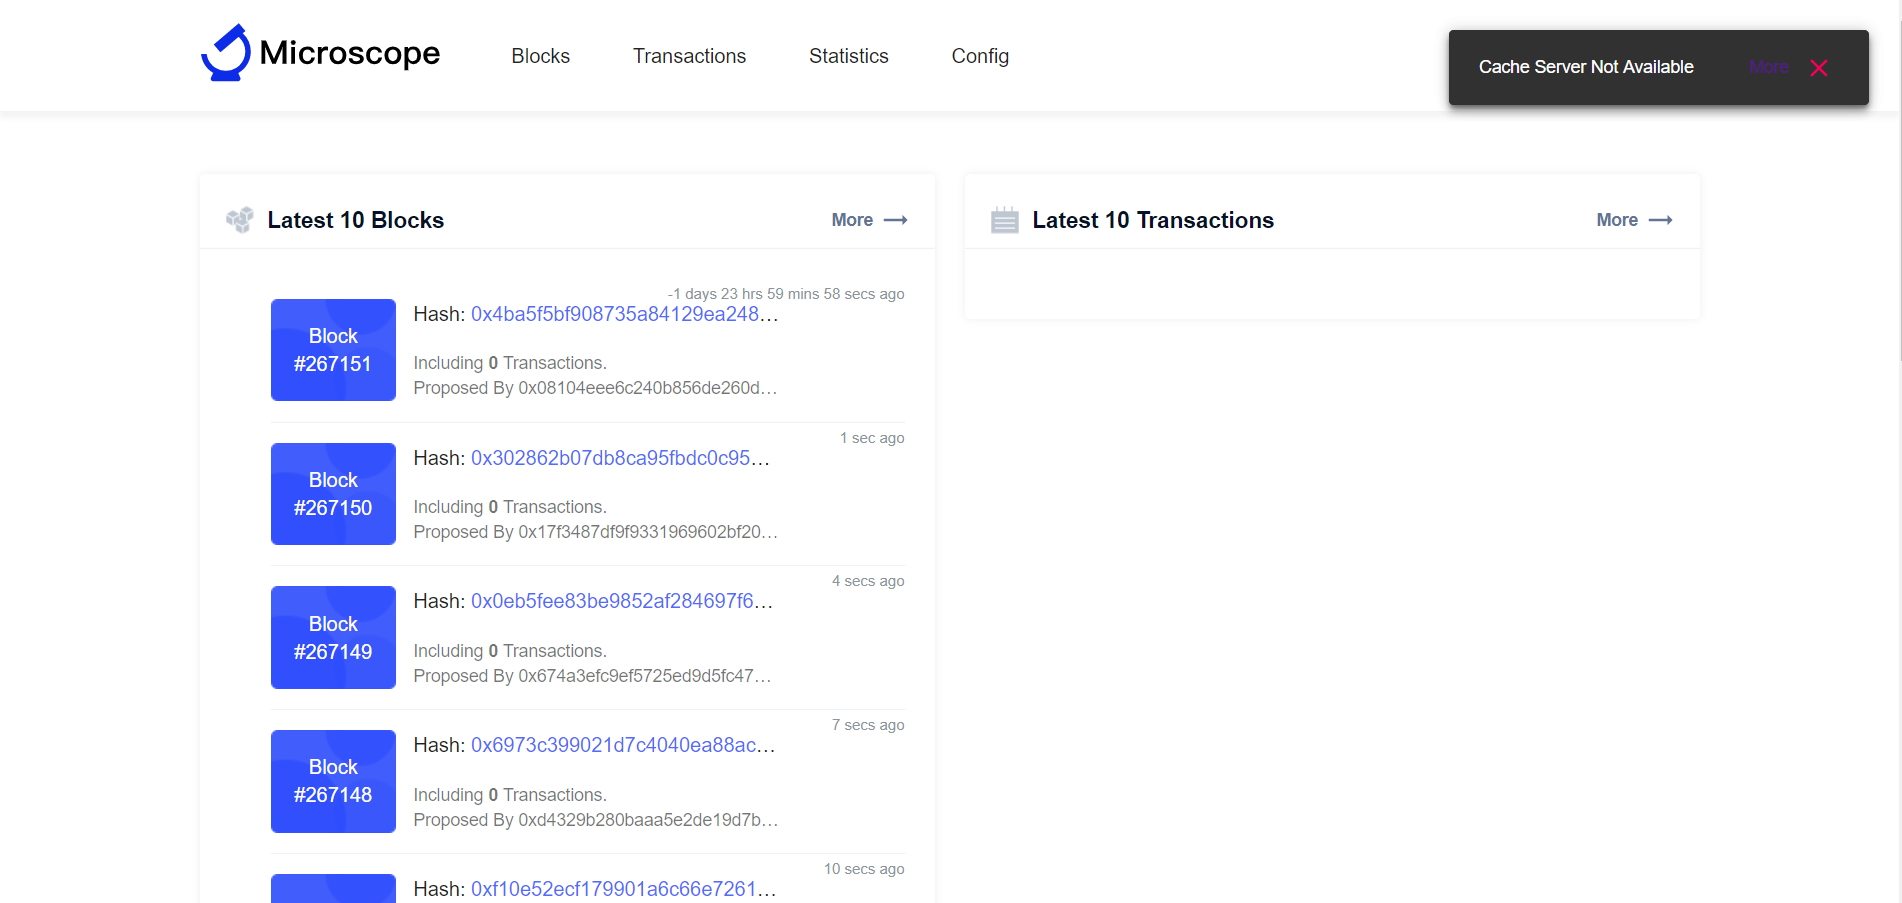 Microscope
Blocks
Transactions
Statistics
Config
Cache Server Not Available
More
Latest 10 Blocks
More
Latest 10 Transactions
More
-1 days 23 hrs 59 mins 58 secs ago
Block
#267151
Hash: 0x4ba5f5bf908735a84129ea248…
Including 0 Transactions.
Proposed By 0x08104eee6c240b856de260d…
1 sec ago
Block
#267150
Hash: 0x302862b07db8ca95fbdc0c95…
Including 0 Transactions.
Proposed By 0x17f3487df9f9331969602bf20…
4 secs ago
Block
#267149
Hash: 0x0eb5fee83be9852af284697f6…
Including 0 Transactions.
Proposed By 0x674a3efc9ef5725ed9d5fc47…
7 secs ago
Block
#267148
Hash: 0x6973c399021d7c4040ea88ac…
Including 0 Transactions.
Proposed By 0xd4329b280baaa5e2de19d7b…
10 secs ago
Hash: 0xf10e52ecf179901a6c66e7261…